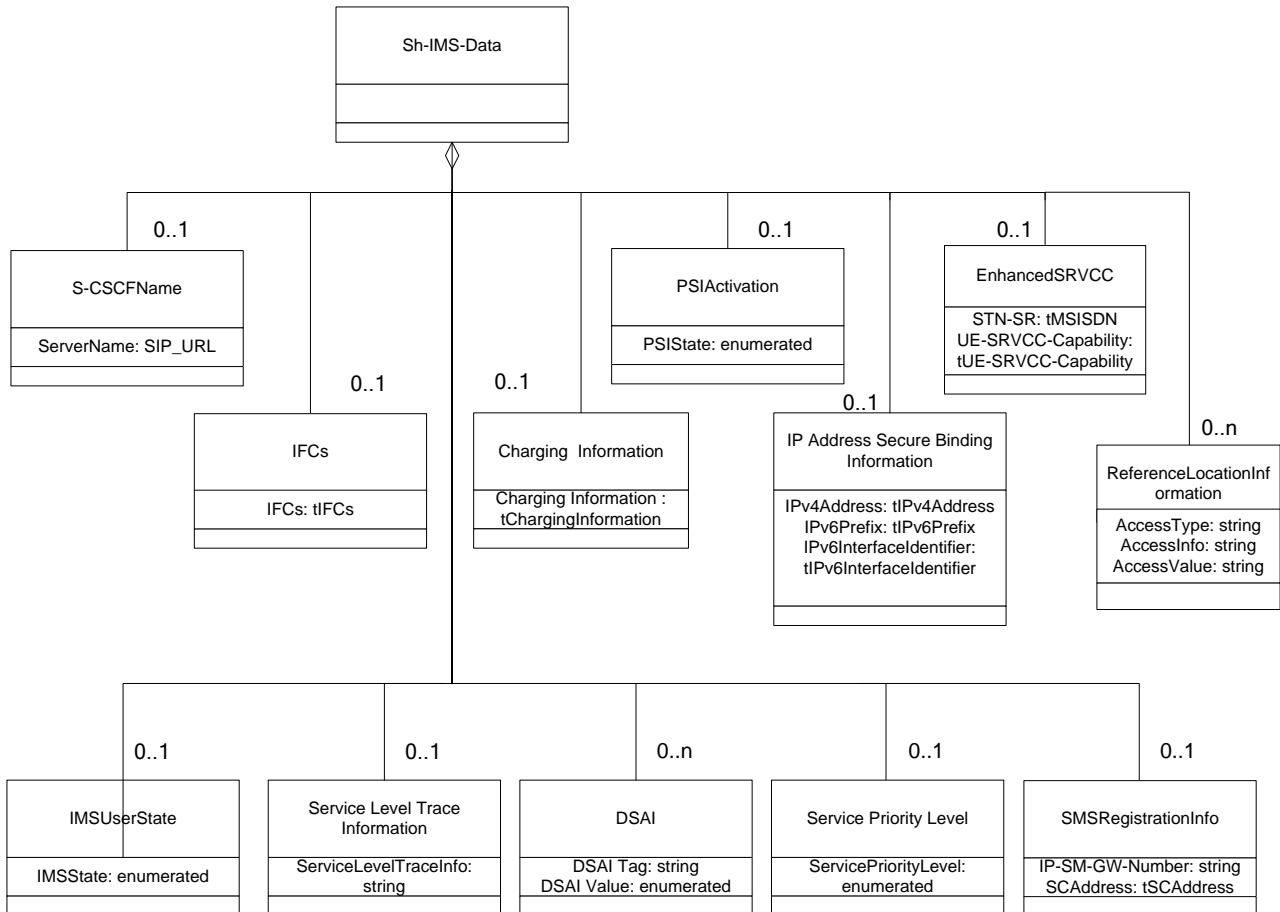 Sh-IMS-Data
0..1
S-CSCFName
ServerName: SIP_URL
0..1
IFCs
IFCs: tIFCs
0..1
Charging Information
Charging Information :
tChargingInformation
0..1
PSIActivation
PSIState: enumerated
0..1
IP Address Secure Binding
Information
IPv4Address: tIPv4Address
IPv6Prefix: tIPv6Prefix
IPv6InterfaceIdentifier:
tIPv6InterfaceIdentifier
0..1
EnhancedSRVCC
STN-SR: tMSISDN
UE-SRVCC-Capability:
tUE-SRVCC-Capability
0..n
ReferenceLocationInf
ormation
AccessType: string
AccessInfo: string
AccessValue: string
0..1
IMSUserState
IMSState: enumerated
0..1
Service Level Trace
Information
ServiceLevelTraceInfo:
string
0..n
DSAI
DSAI Tag: string
DSAI Value: enumerated
0..1
Service Priority Level
ServicePriorityLevel:
enumerated
0..1
SMSRegistrationInfo
IP-SM-GW-Number: string
SCAddress: tSCAddress